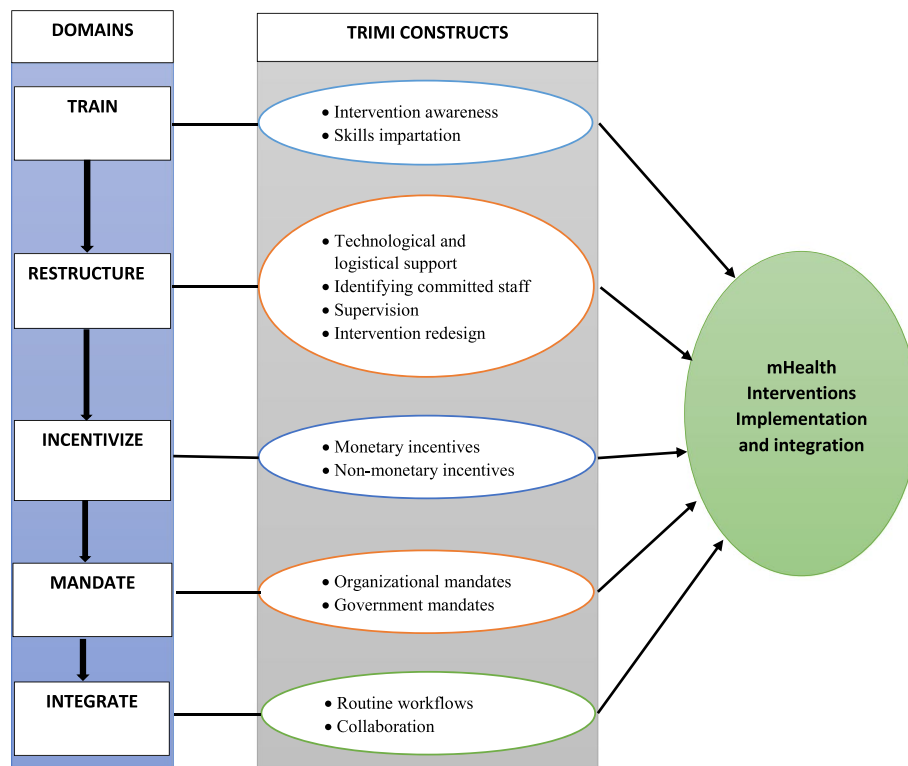 DOMAINS
TRIMI CONSTRUCTS
TRAIN
• Intervention awareness
• Skills impartation
RESTRUCTURE
• Technological and
logistical support
• Identifying committed staff
• Supervision
• Intervention redesign
INCENTIVIZE
• Monetary incentives
• Non-monetary incentives
MANDATE
• Organizational mandates
• Government mandates
INTEGRATE
• Routine workflows
• Collaboration
mHealth
Interventions
Implementation
and integration